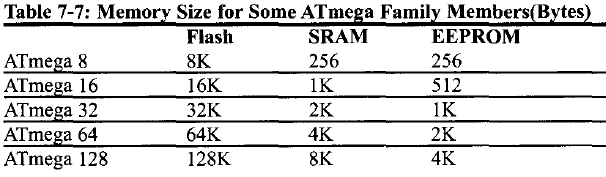 Table 7-7: Memory Size for Some ATmega Family Members(Bytes)
Flash SRAM EEPROM
ATmega 8 8K 256 256
ATmega 16 16K 1K 512
ATmega 32 32K 2K 1K
ATmega 64 64K 4K 2K
ATmega 128 128K 8K 4K